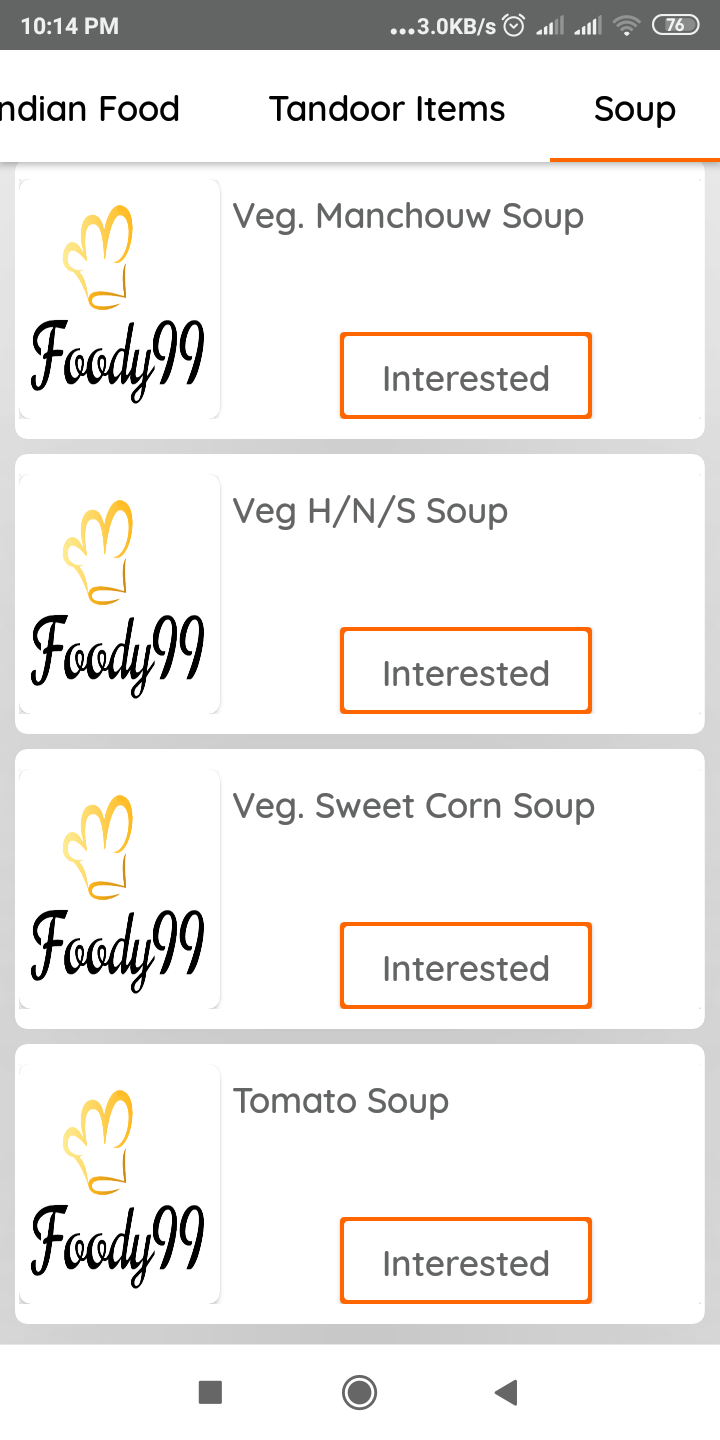 10:14 PM
...3.0KB/s
76
ndian Food
Tandoor Items
Soup
Foody99
Veg. Manchouw Soup
Interested
Foody99
Veg H/N/S Soup
Interested
Foody99
Veg. Sweet Corn Soup
Interested
Foody99
Tomato Soup
Interested